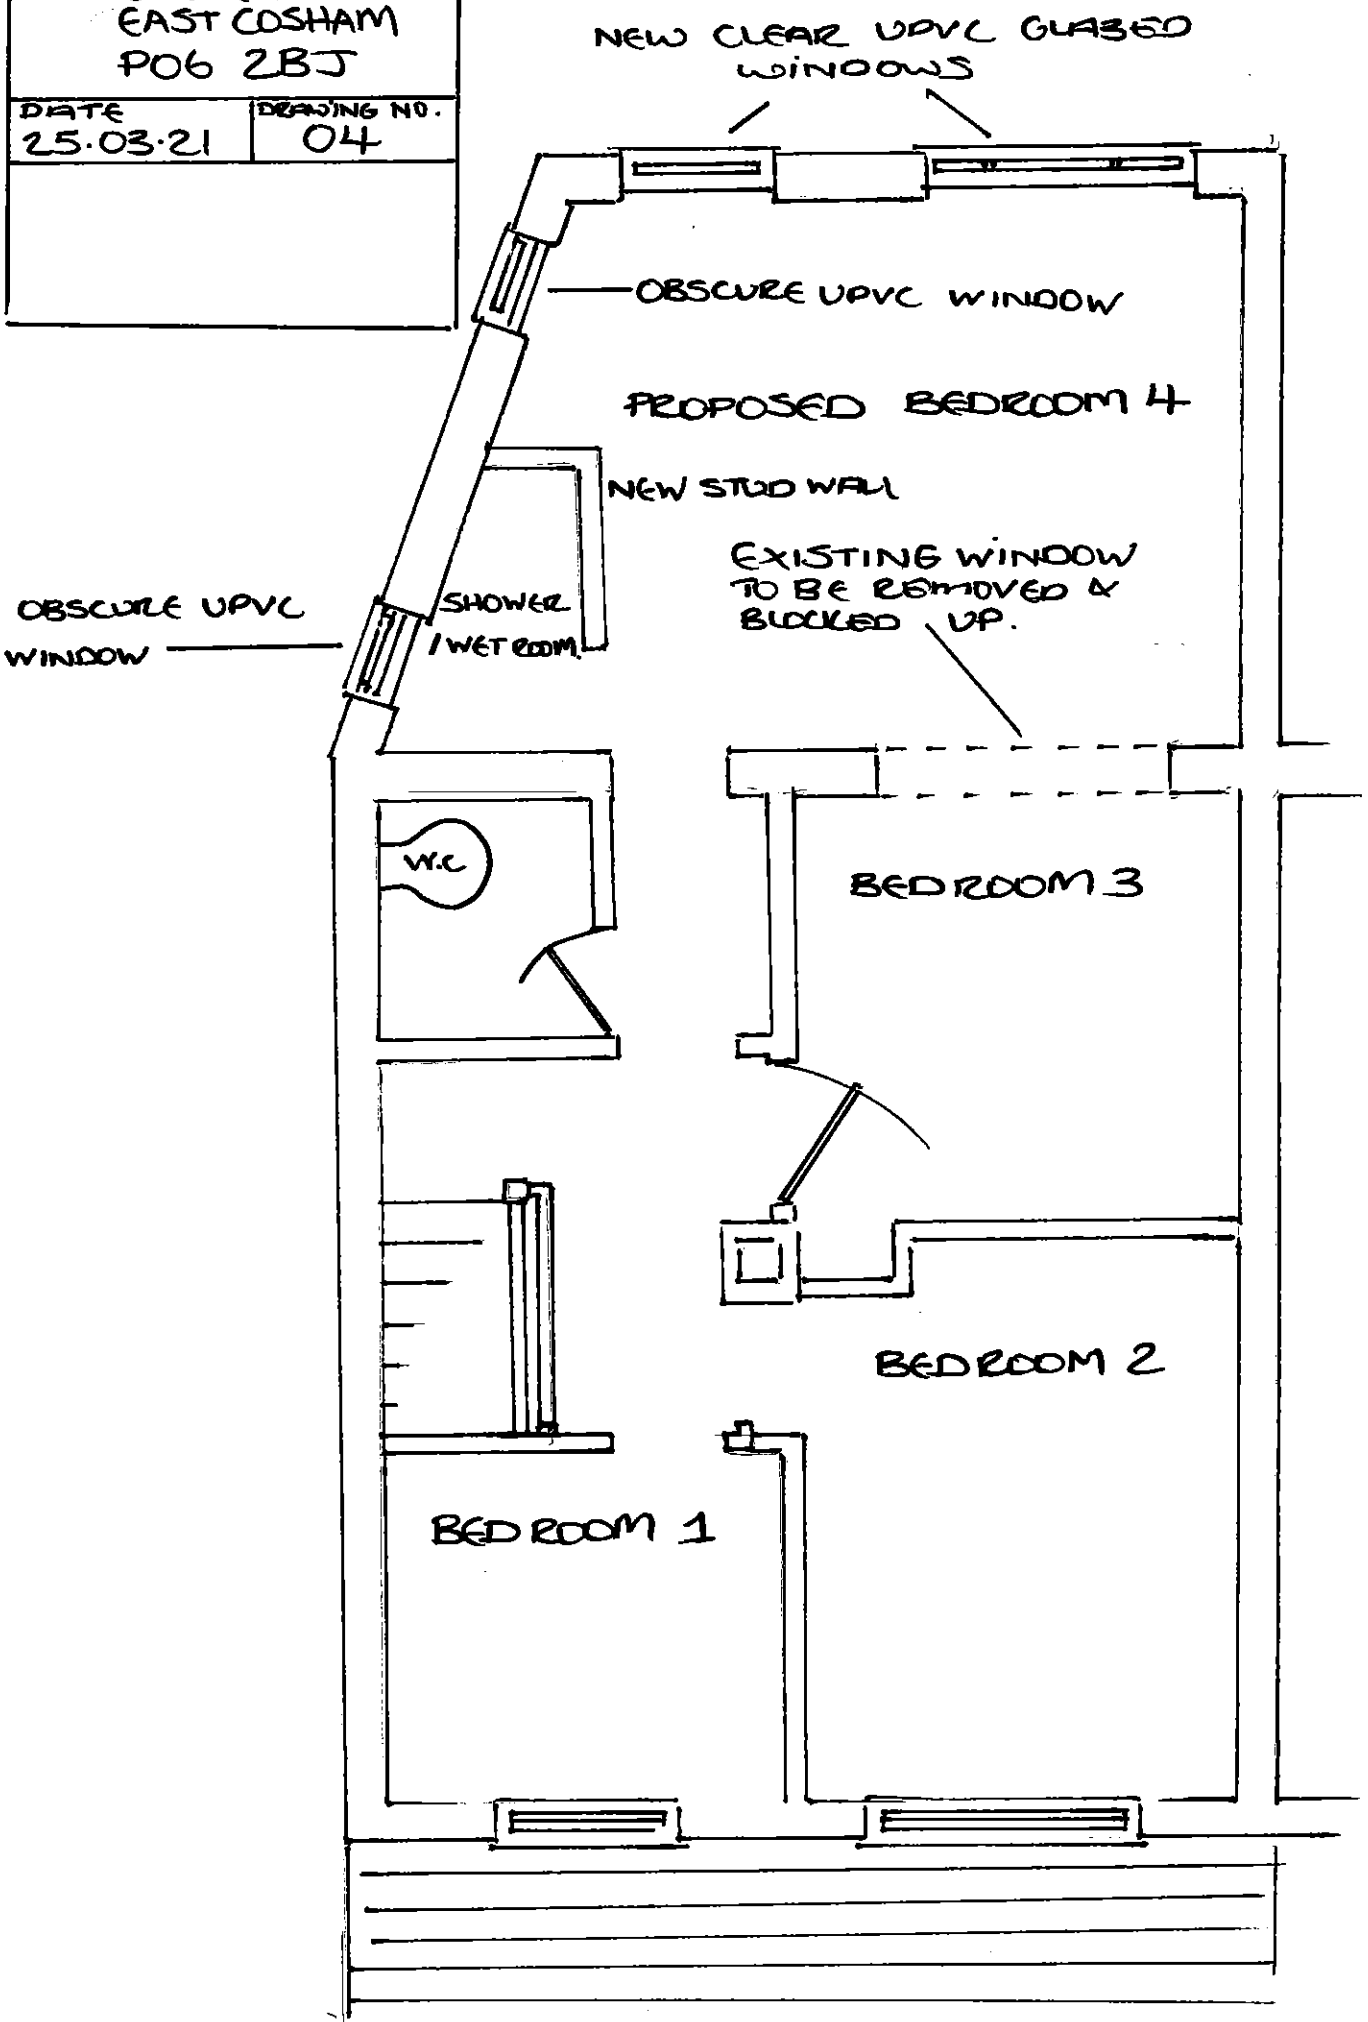 EAST COSHAM
PO6 2BJ
DATE
25.03.21
DRAWING NO.
04
NEW CLEAR UPVC GLAZED
WINDOWS
OBSCURE UPVC WINDOW
PROPOSED BEDROOM 4
NEW STUD WALL
EXISTING WINDOW
TO BE REMOVED &
BLOCKED UP.
OBSCURE UPVC
WINDOW
SHOWER
/WET ROOM.
W.C
BEDROOM 3
BEDROOM 2
BEDROOM 1